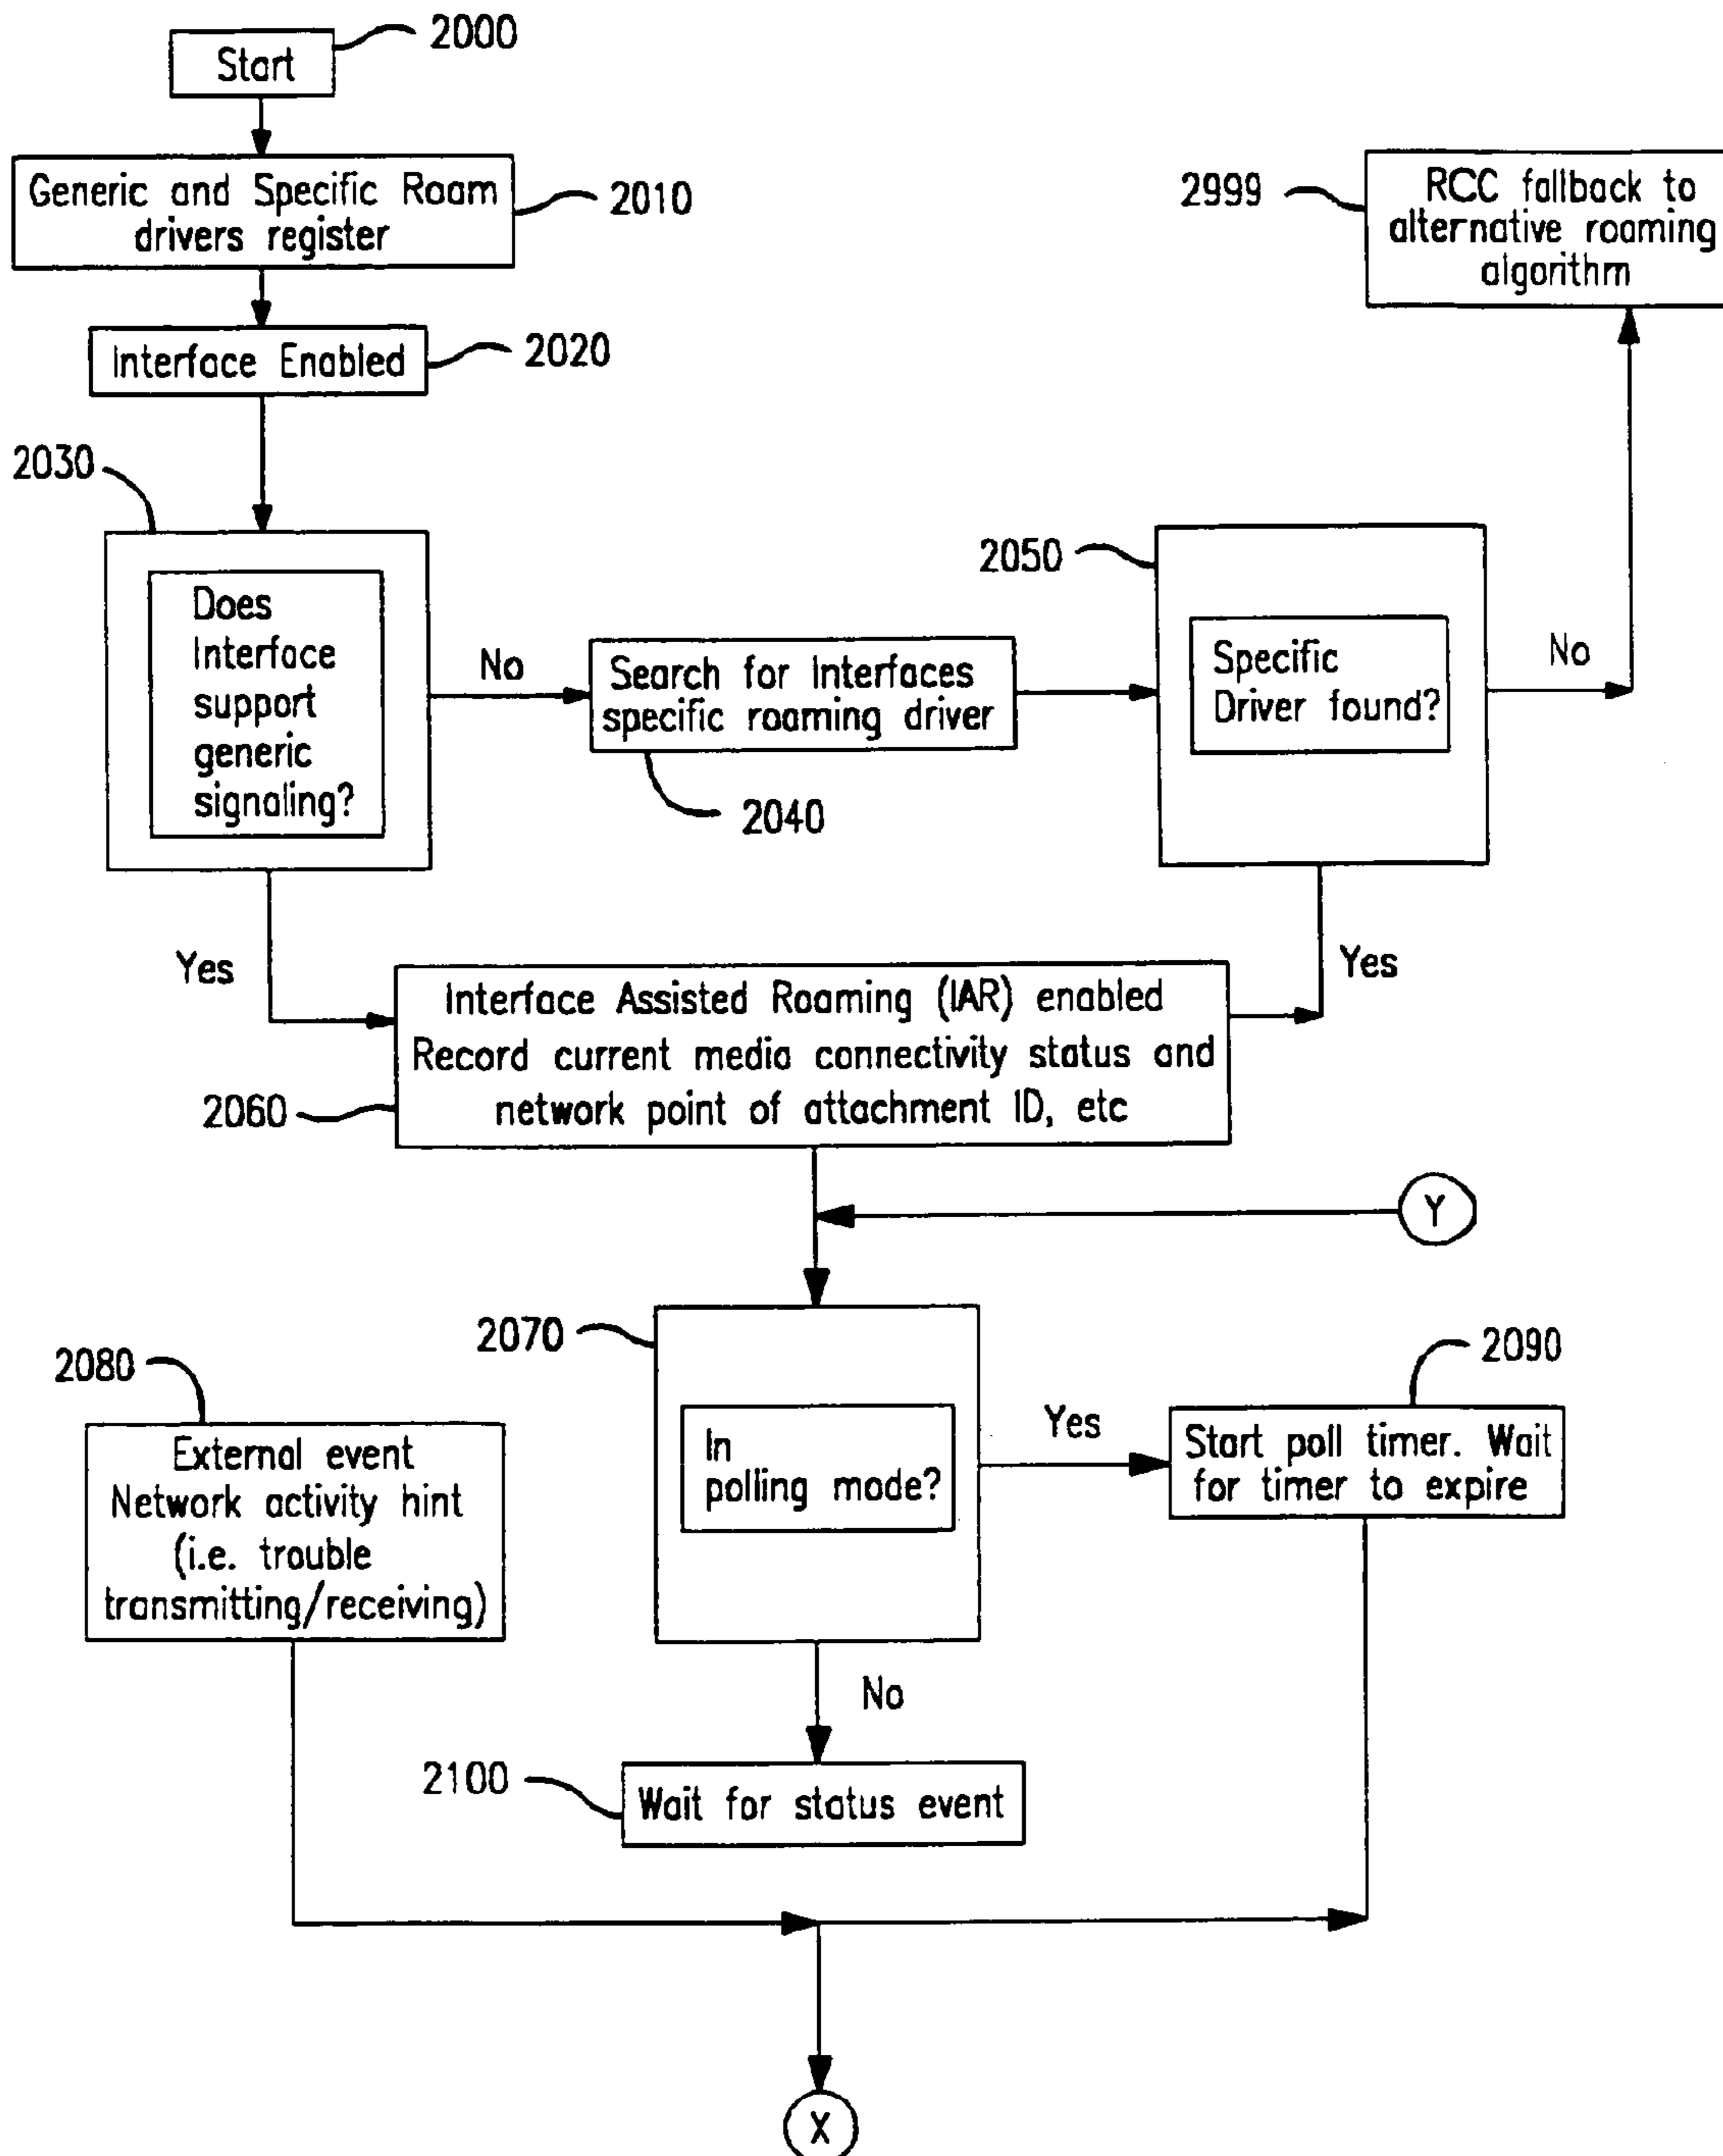 2000
Start
Generic and Specific Roam
drivers register
2010
2999
RCC fallback to
alternative roaming
algorithm
Interface Enabled
2020
2030
Does
Interface
support
generic
signaling?
No
Search for Interfaces
specific roaming driver
2040
2050
Specific
Driver found?
No
Yes
Yes
Interface Assisted Roaming (IAR) enabled
Record current media connectivity status and
network point of attachment ID, etc
2060
Y
2070
In
polling mode?
Yes
2090
Start poll timer. Wait
for timer to expire
2080
External event
Network activity hint
(i.e. trouble
transmitting/receiving)
No
2100
Wait for status event
X